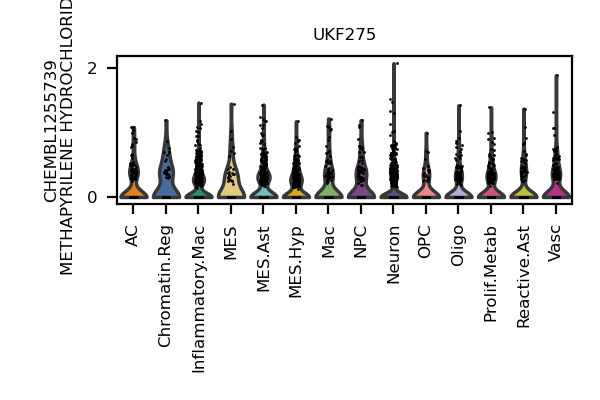 UKF275
CHEMBL1255739
METHAPYRILENE HYDROCHLORID
2
0
AC
Chromatin.Reg
Inflammatory.Mac
MES
MES.Ast
MES.Hyp
Mac
NPC
Neuron
OPC
Oligo
Prolif.Metab
Reactive.Ast
Vasc